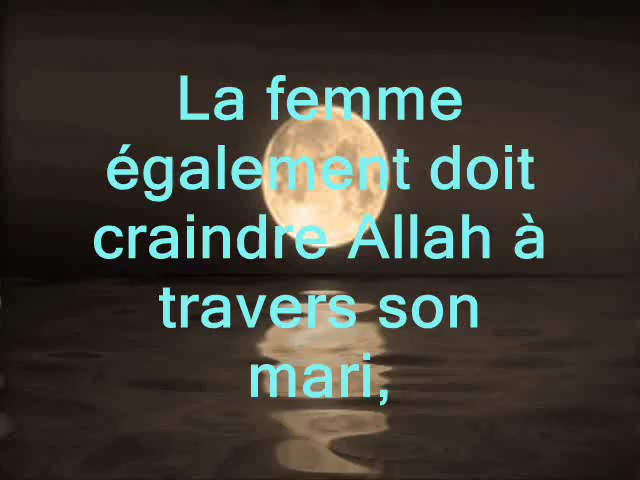 La femme
également doit
craindre Allah à
travers son
mari,